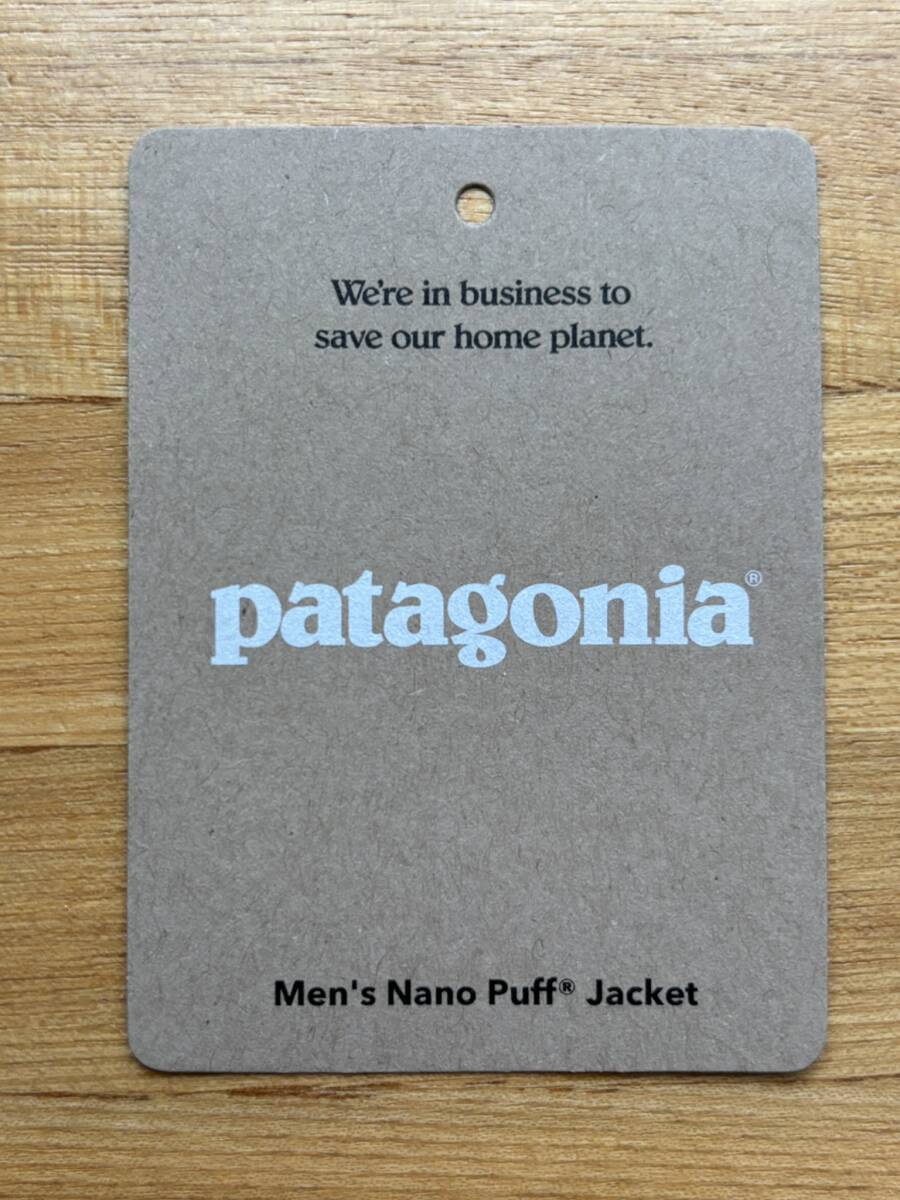 We're in business to
save our home planet.
patagonia®
Men's Nano Puff® Jacket